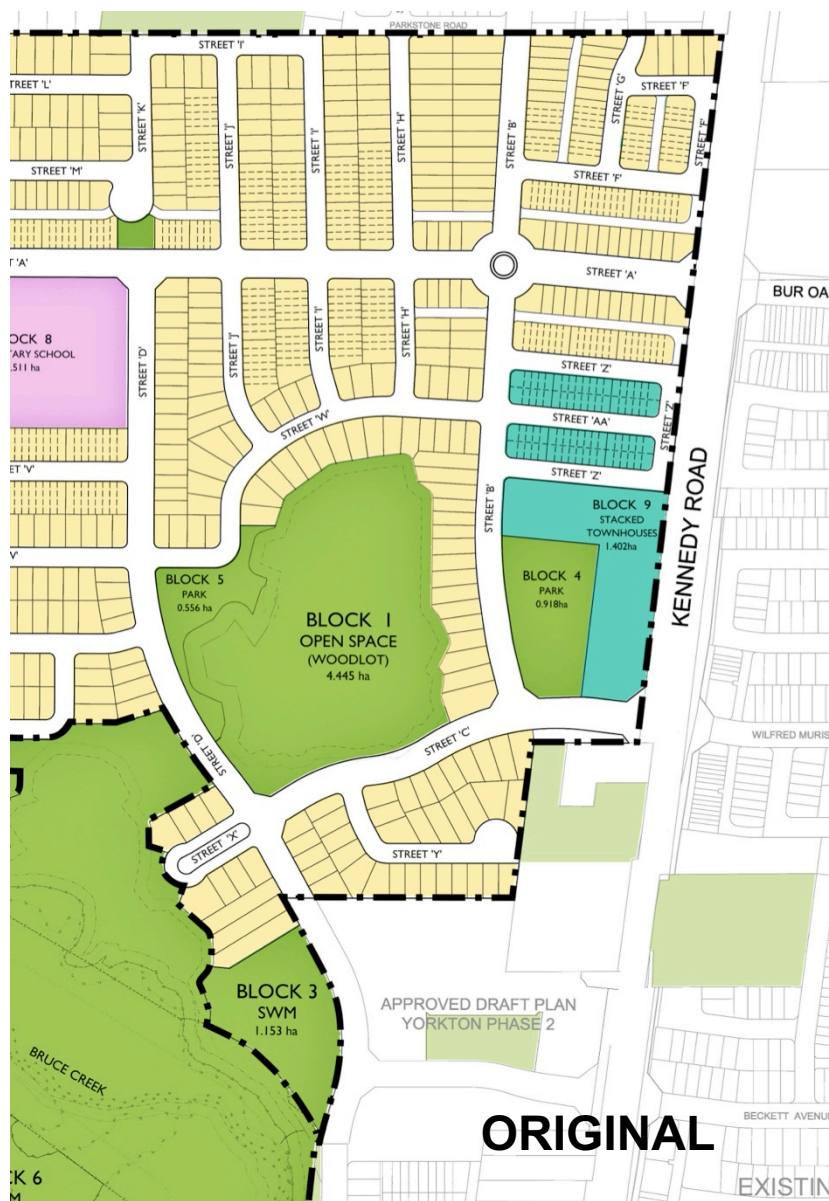 PARKSTONE ROAD
STREET 'I'
TREET 'L'
STREET 'K'
STREET 'J'
STREET 'I'
STREET 'H'
STREET 'B'
STREET 'G'
STREET 'F'
STREET 'E'
STREET 'M'
STREET 'F'
T 'A'
STREET 'A'
BUR OA
OCK 8
TARY SCHOOL
.511 ha
STREET 'D'
STREET 'J'
STREET 'I'
STREET 'H'
STREET 'Z'
STREET 'AA'
STREET 'Z'
STREET 'Z'
STREET 'W'
ET 'V'
STREET 'B'
KENNEDY ROAD
BLOCK 9
STACKED
TOWNHOUSES
1.402ha
V'
BLOCK 5
PARK
0.556 ha
BLOCK 4
PARK
0.918ha
BLOCK 1
OPEN SPACE
(WOODLOT)
4.445 ha
STREET 'D'
STREET 'C'
WILFRED MURIS
STREET 'X'
STREET 'Y'
BLOCK 3
SWM
1.153 ha
APPROVED DRAFT PLAN
YORKTON PHASE 2
BRUCE CREEK
ORIGINAL
BECKETT AVENU
CK 6
M
EXISTIN